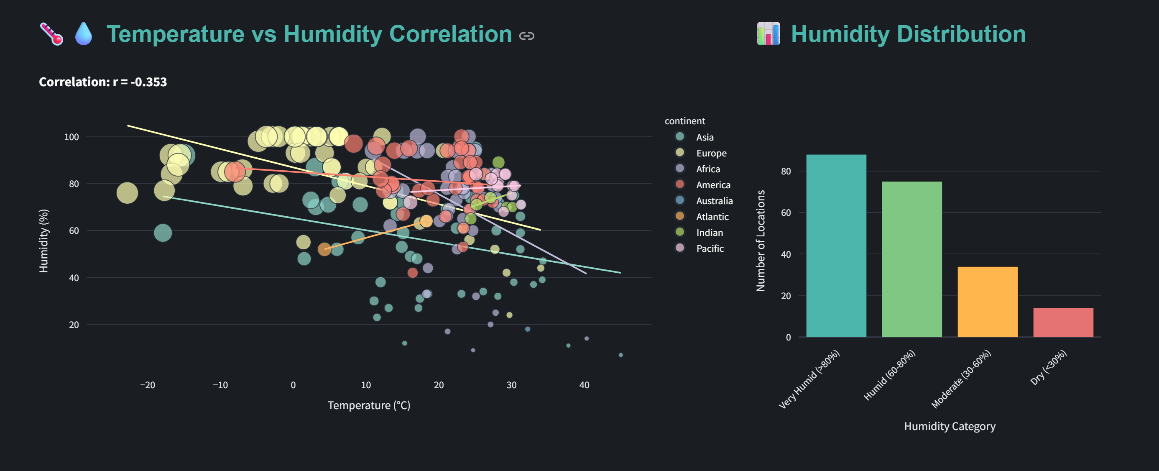 Temperature vs Humidity Correlation
Humidity Distribution
Correlation: r = -0.353
continent
Asia
Europe
Africa
America
Australia
Atlantic
Indian
Pacific
Humidity (%)
100
80
60
40
20
−20 −10 0 10 20 30 40
Temperature (°C)
Number of Locations
80
60
40
20
0
Very Humid (>80%) Humid (60-80%) Moderate (30-60%) Dry (<30%)
Humidity Category